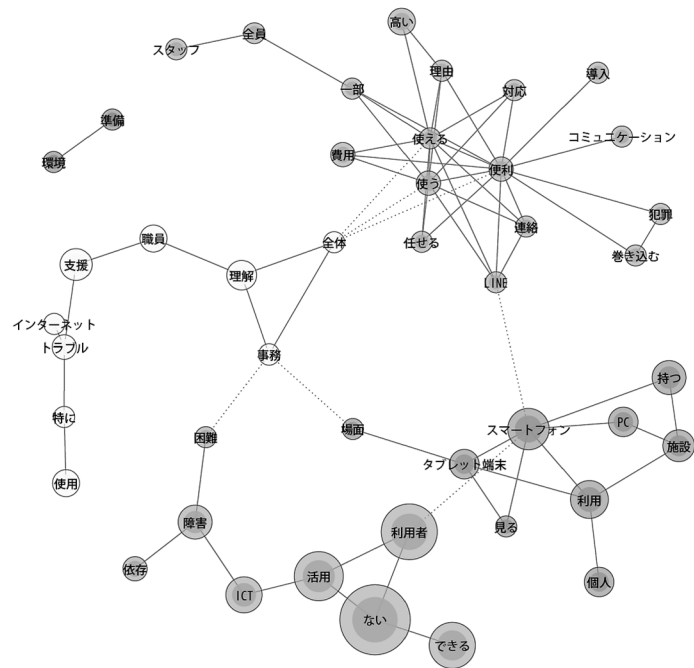 高い
スタッフ
全員
理由
一部
対応
導入
準備
使える
コミュニケーション
環境
費用
便利
使う
犯罪
職員
全体
任せる
連絡
巻き込む
支援
理解
LINE
インターネット
トラブル
事務
持つ
特に
困難
場面
スマートフォン
PC
施設
タブレット端末
使用
利用
障害
利用者
見る
依存
活用
個人
ICT
ない
できる